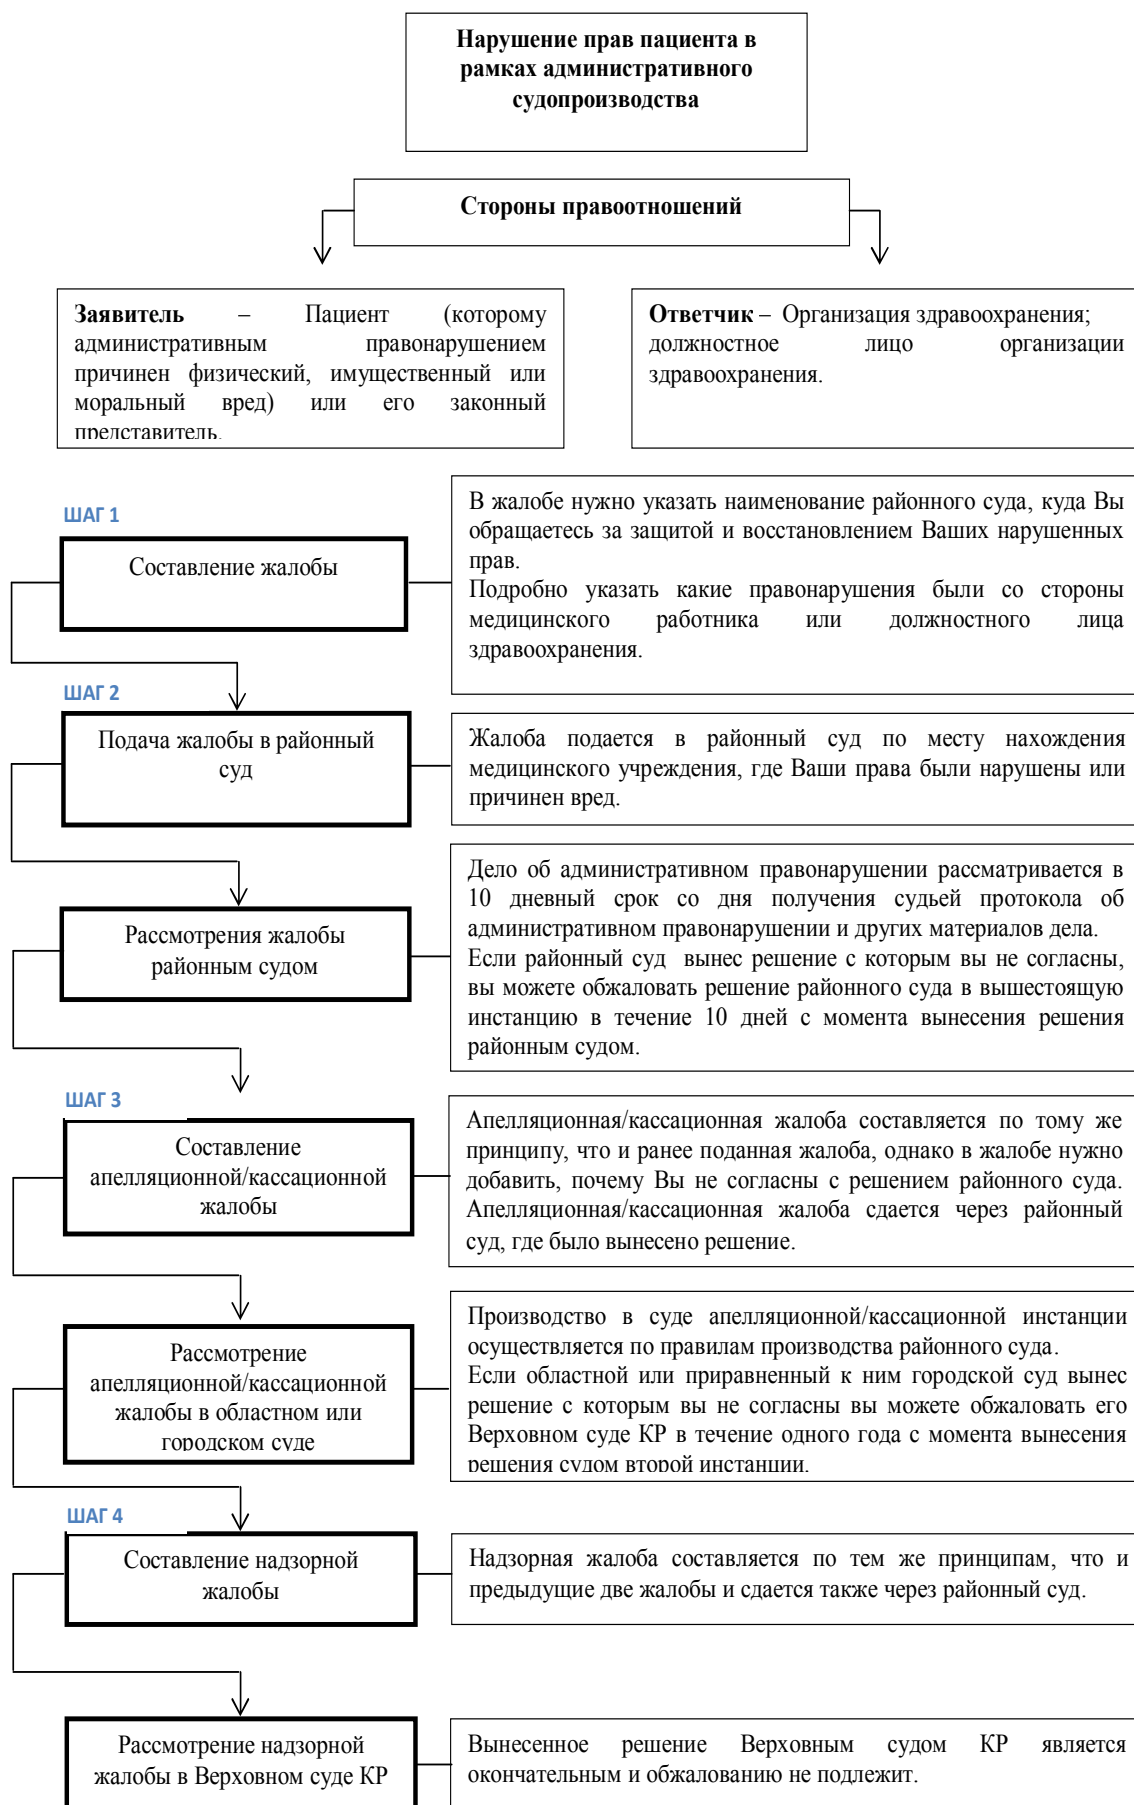 Нарушение прав пациента в
рамках административного
судопроизводства
Стороны правоотношений
Заявитель – Пациент (которому
административным правонарушением
причинен физический, имущественный или
моральный вред) или его законный
представитель.
Ответчик – Организация здравоохранения;
должностное лицо организации
здравоохранения.
ШАГ 1
Составление жалобы
В жалобе нужно указать наименование районного суда, куда Вы
обращаетесь за защитой и восстановлением Ваших нарушенных
прав.
Подробно указать какие правонарушения были со стороны
медицинского работника или должностного лица
здравоохранения.
ШАГ 2
Подача жалобы в районный
суд
Жалоба подается в районный суд по месту нахождения
медицинского учреждения, где Ваши права были нарушены или
причинен вред.
Рассмотрения жалобы
районным судом
Дело об административном правонарушении рассматривается в
10 дневный срок со дня получения судьей протокола об
административном правонарушении и других материалов дела.
Если районный суд вынес решение с которым вы не согласны,
вы можете обжаловать решение районного суда в вышестоящую
инстанцию в течение 10 дней с момента вынесения решения
районным судом.
ШАГ 3
Составление
апелляционной/кассационной
жалобы
Апелляционная/кассационная жалоба составляется по тому же
принципу, что и ранее поданная жалоба, однако в жалобе нужно
добавить, почему Вы не согласны с решением районного суда.
Апелляционная/кассационная жалоба сдается через районный
суд, где было вынесено решение.
Рассмотрение
апелляционной/кассационной
жалобы в областном или
городском суде
Производство в суде апелляционной/кассационной инстанции
осуществляется по правилам производства районного суда.
Если областной или приравненный к ним городской суд вынес
решение с которым вы не согласны вы можете обжаловать его
Верховном суде КР в течение одного года с момента вынесения
решения судом второй инстанции.
ШАГ 4
Составление надзорной
жалобы
Надзорная жалоба составляется по тем же принципам, что и
предыдущие две жалобы и сдается также через районный суд.
Рассмотрение надзорной
жалобы в Верховном суде КР
Вынесенное решение Верховным судом КР является
окончательным и обжалованию не подлежит.